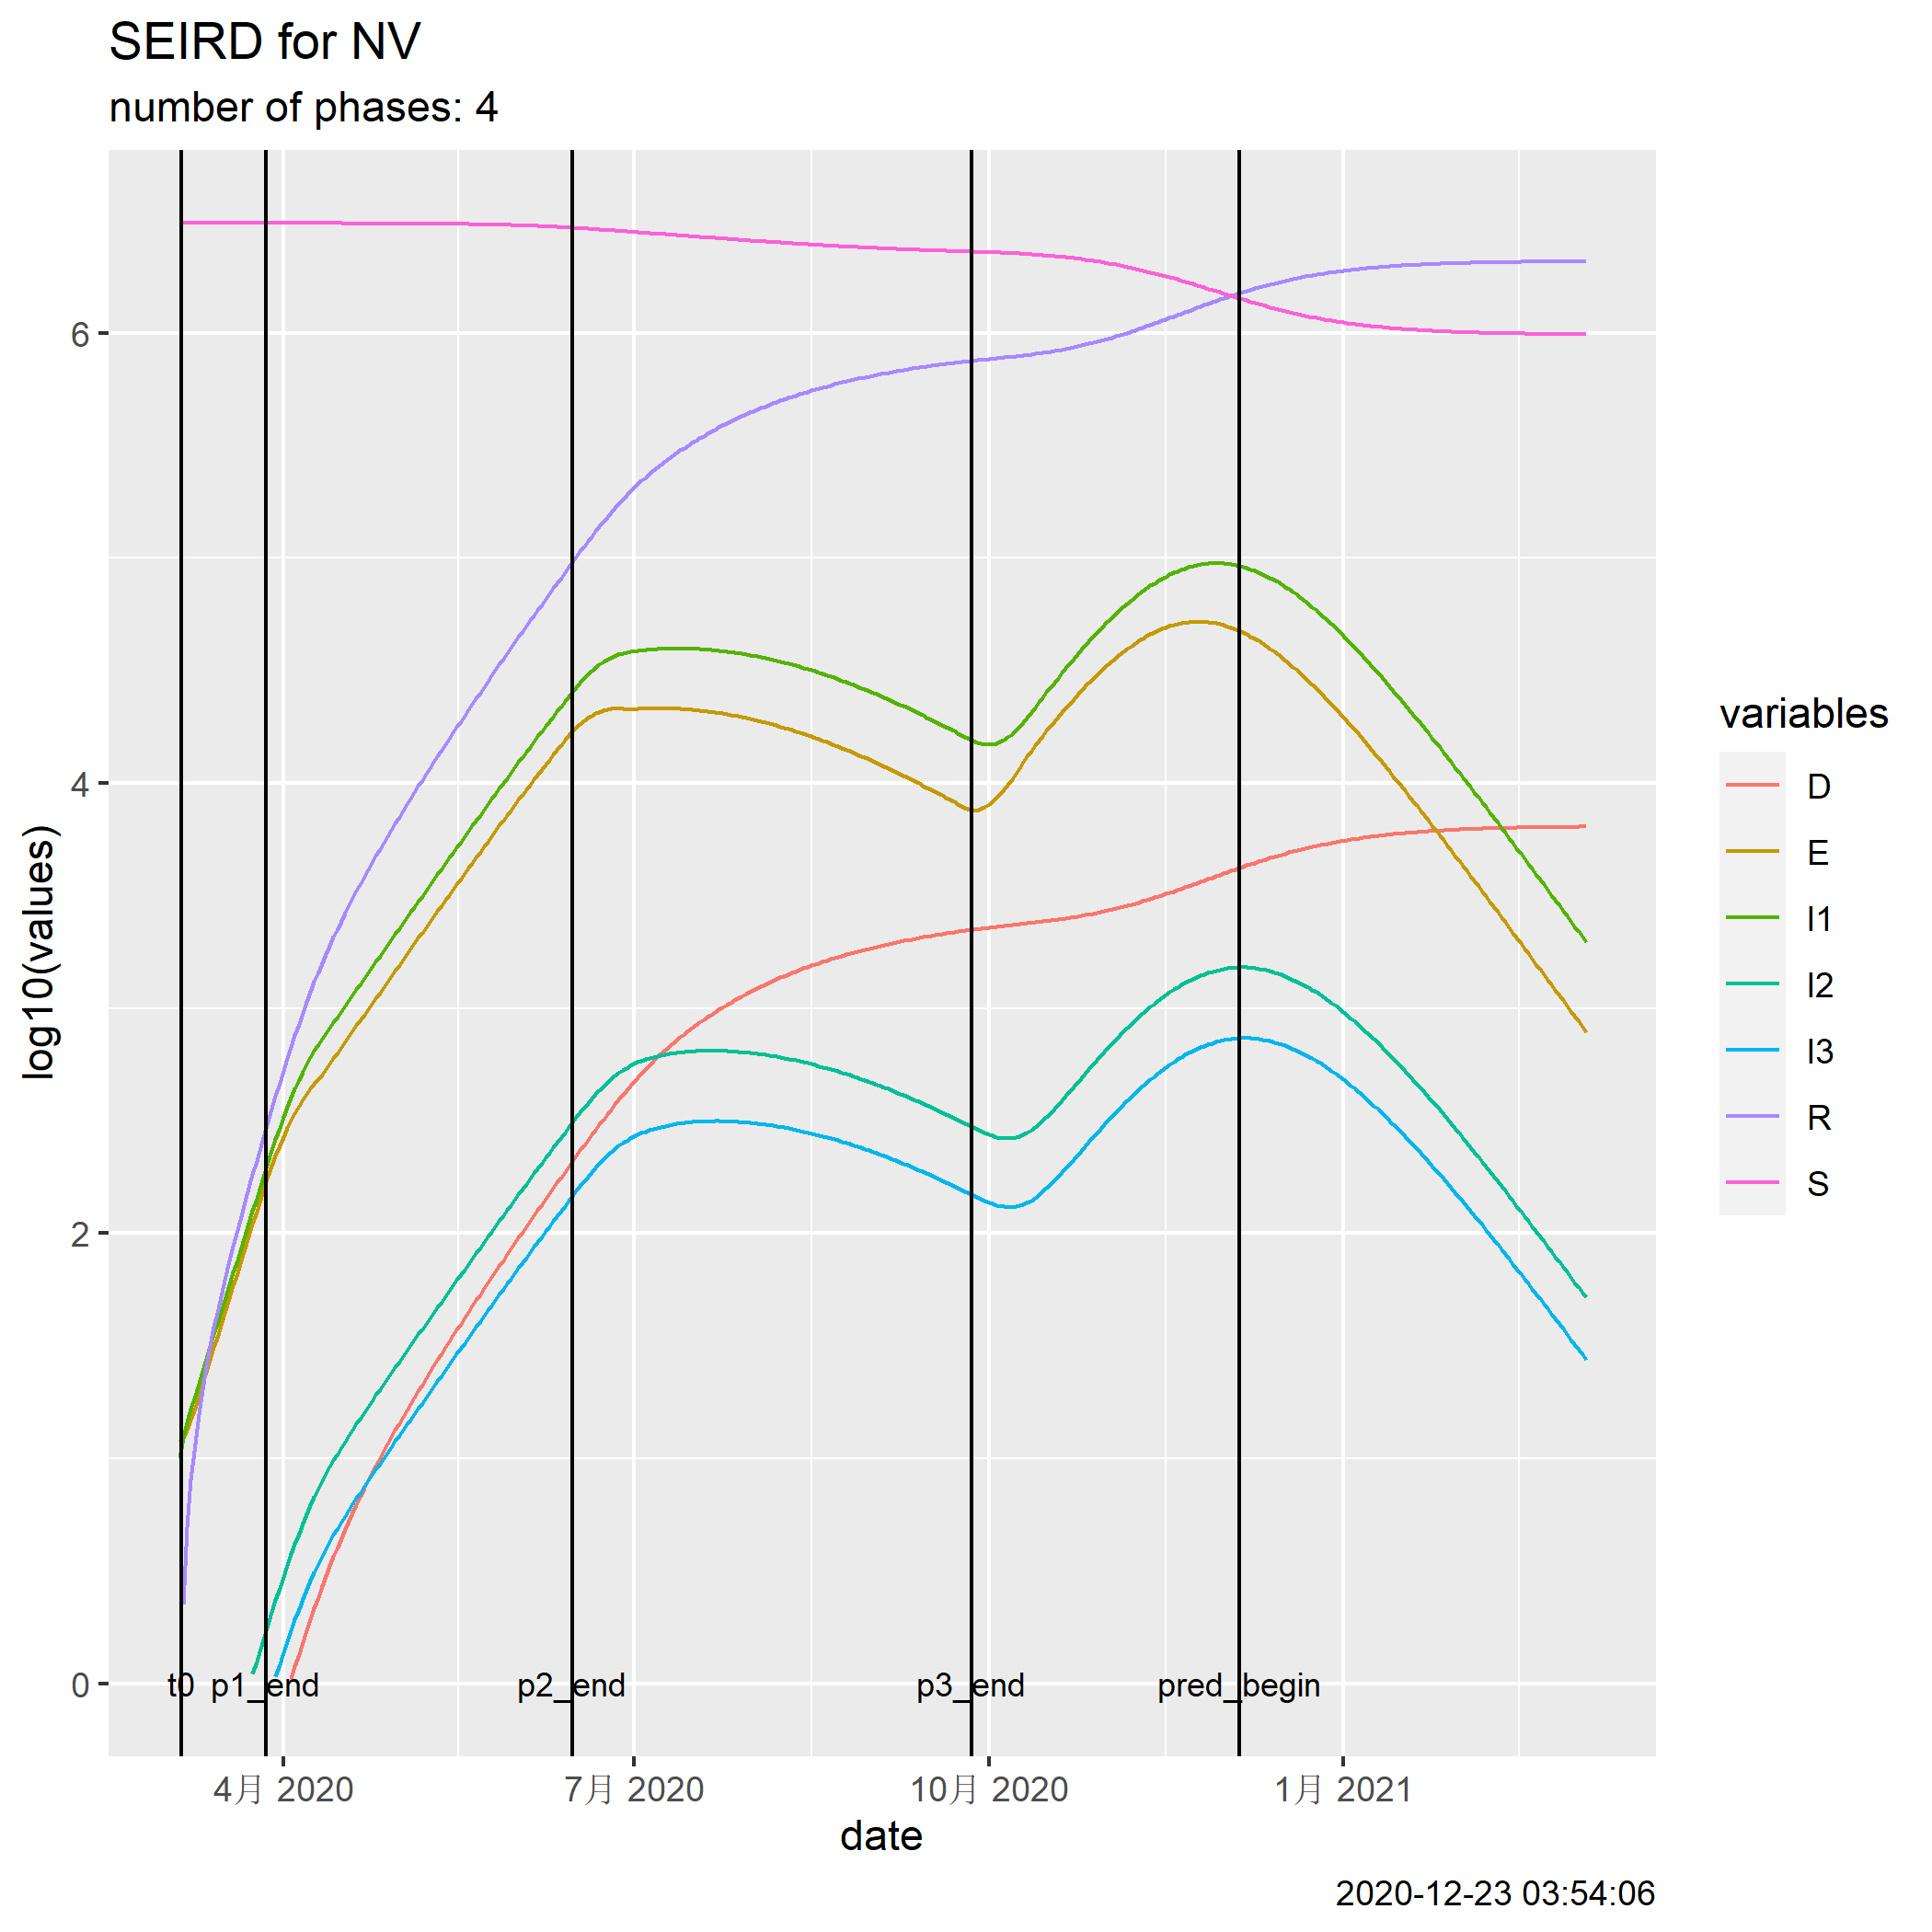 SEIRD for NV
number of phases: 4
log10(values)
6
4
2
0
t0 p1_end p2_end p3_end pred_begin
4月 2020 7月 2020 10月 2020 1月 2021
date
variables
D
E
I1
I2
I3
R
S
2020-12-23 03:54:06